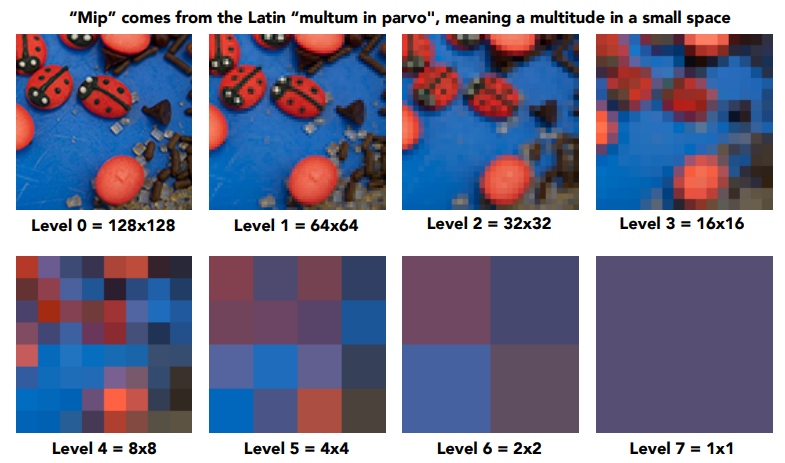 “Mip” comes from the Latin “multum in parvo", meaning a multitude in a small space
Level 0 = 128x128
Level 1 = 64x64
Level 2 = 32x32
Level 3 = 16x16
Level 4 = 8x8
Level 5 = 4x4
Level 6 = 2x2
Level 7 = 1x1